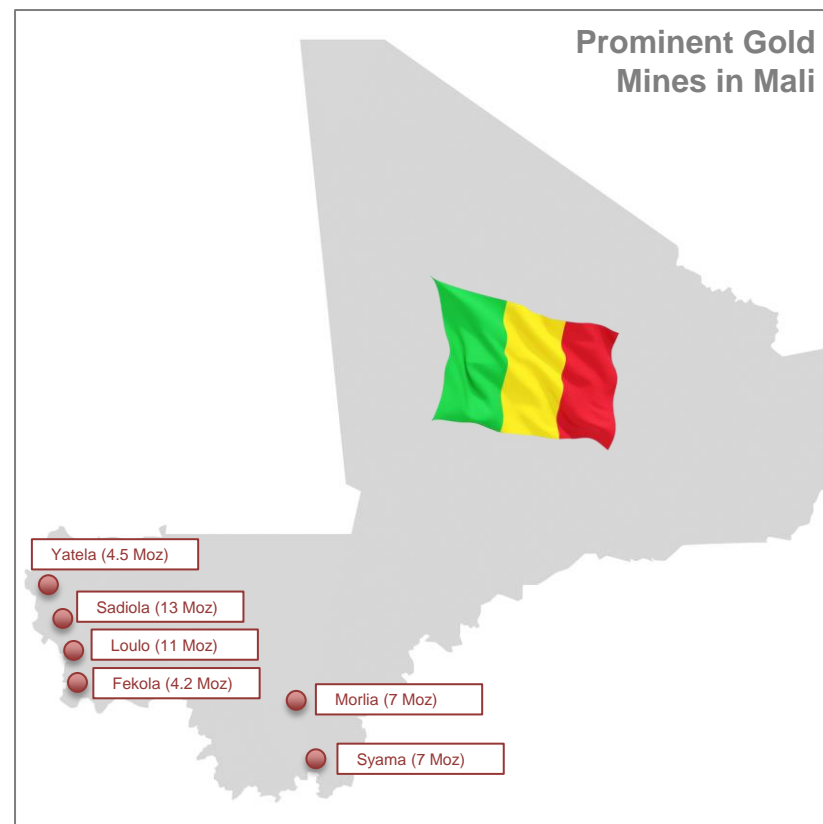 Prominent Gold
Mines in Mali
Yatela (4.5 Moz)
Sadiola (13 Moz)
Loulo (11 Moz)
Fekola (4.2 Moz)
Morlia (7 Moz)
Syama (7 Moz)